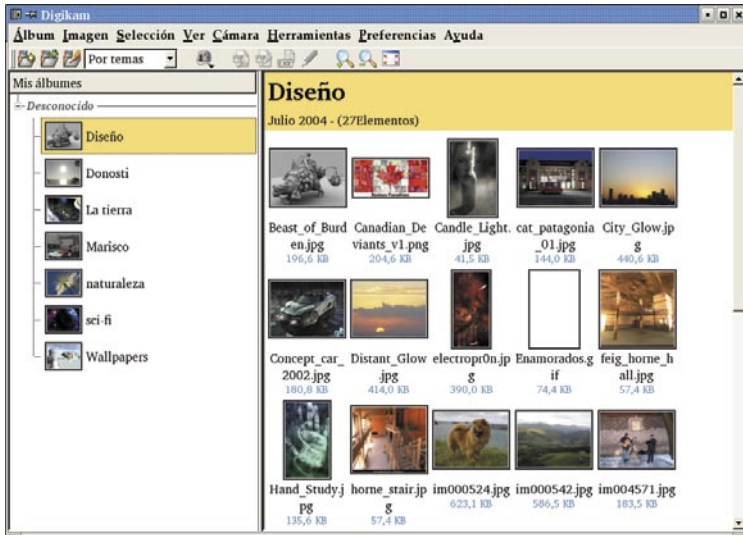 Digikam
Álbum Imagen Selección Ver Cámara Herramientas Preferencias Ayuda
Por temas
Mis álbumes
Desconocido
Diseño
Donosti
La tierra
Marisco
naturaleza
sci-fi
Wallpapers
Diseño
Julio 2004 - (27Elementos)
Beast_of_Burd Canadian_De Candle_Light. cat_patagonia City_Glow.jp
en.jpg viants_v1.png jpg _01.jpg g
196,6 KB 204,6 KB 41,5 KB 144,0 KB 440,6 KB
Concept_car_ Distant_Glow electropr0n.jp Enamorados.g feig_horne_h
2002.jpg .jpg g if all.jpg
180,8 KB 414,0 KB 390,0 KB 74,4 KB 57,4 KB
Hand_Study.j horne_stair.jp im000524.jpg im000542.jpg im004571.jpg
pg g 623,1 KB 586,5 KB 183,5 KB
135,6 KB 57,4 KB